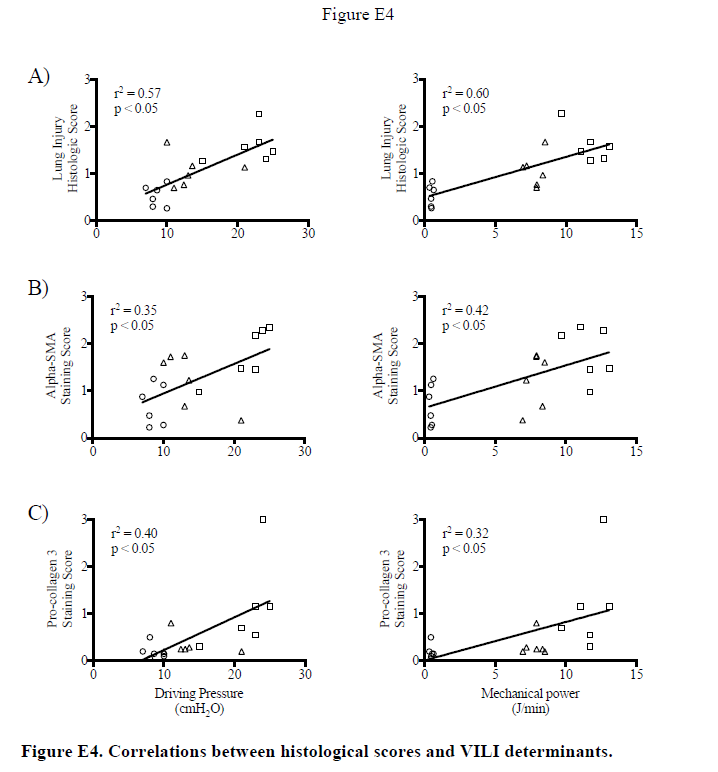 Figure E4
A)
Lung Injury
Histologic Score
3
2
1
0
r² = 0.57
p < 0.05
0 10 20 30
Lung Injury
Histologic Score
3
2
1
0
r² = 0.60
p < 0.05
0 5 10 15
B)
Alpha-SMA
Staining Score
3
2
1
0
r² = 0.35
p < 0.05
0 10 20 30
Alpha-SMA
Staining Score
3
2
1
0
r² = 0.42
p < 0.05
0 5 10 15
C)
Pro-collagen 3
Staining Score
3
2
1
0
r² = 0.40
p < 0.05
0 10 20 30
Driving Pressure
(cmH₂O)
Pro-collagen 3
Staining Score
3
2
1
0
r² = 0.32
p < 0.05
0 5 10 15
Mechanical power
(J/min)
Figure E4. Correlations between histological scores and VILI determinants.